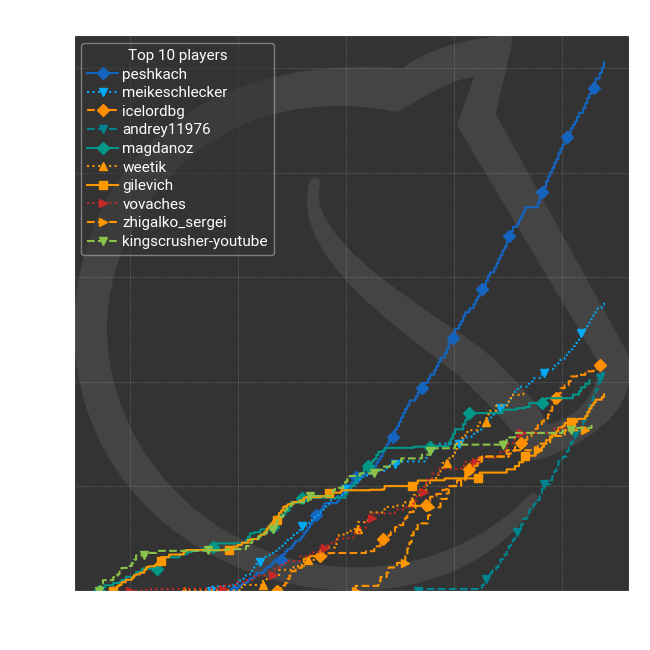 Top 10 players
peshkach
meikeschlecker
icelordbg
andrey11976
magdanoz
weetik
gilevich
vovaches
zhigalko_sergei
kingscrusher-youtube